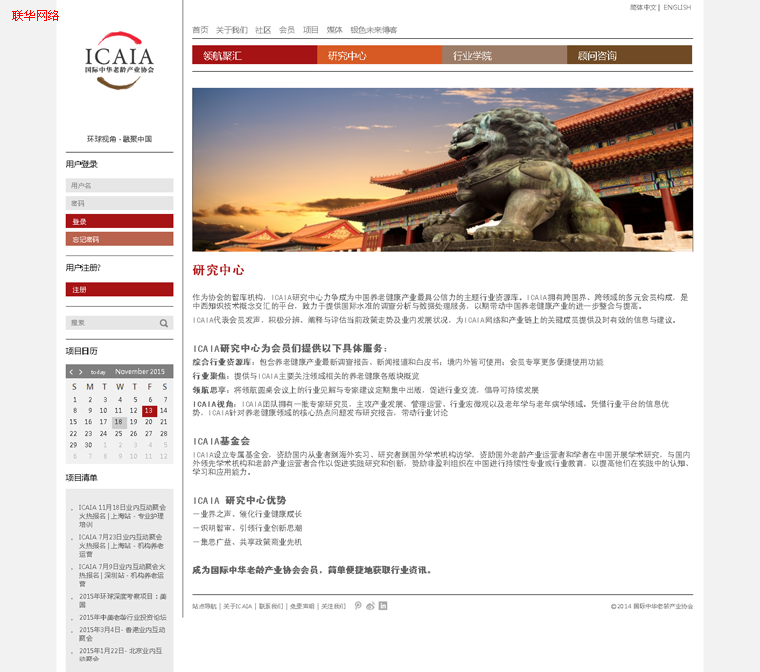 联华网络
简体中文 | ENGLISH
ICAIA
国际中华老龄产业协会
环球视角 - 融聚中国
用户登录
用户名
密码
登录
忘记密码
用户注册?
注册
搜索
项目日历
today November 2015
S M T W T F S
1 2 3 4 5 6 7
8 9 10 11 12 13 14
15 16 17 18 19 20 21
22 23 24 25 26 27 28
29 30 1 2 3 4 5
6 7 8 9 10 11 12
项目清单
ICAIA 11月18日业内互动聚会
火热报名 | 上海站 - 专业护理
培训
ICAIA 7月23日业内互动聚会
火热报名 | 上海站 - 机构养老
运营
ICAIA 7月9日业内互动聚会火
热报名 | 深圳站 - 机构养老运
营
2015年环球深度考察项目：美
国
2015年中美老龄行业投资论坛
2015年3月4日- 香港业内互动
聚会
2015年1月22日- 北京业内互
动聚会
首页 关于我们 社区 会员 项目 媒体 银色未来博客
领航聚汇 研究中心 行业学院 顾问咨询
研究中心
作为协会的智库机构，ICAIA研究中心力争成为中国养老健康产业最具公信力的主题行业资源库。ICAIA拥有跨国界、跨领域的多元会员构成，是
中西知识技术概念交汇的平台，致力于提供国际水准的调查分析与数据处理服务，以期带动中国养老健康产业的进一步整合与提高。
ICAIA代表会员发声，积极分辨、阐释与评估当前政策走势及业内发展状况，为ICAIA网络和产业链上的关键成员提供及时有效的信息与建议。
ICAIA研究中心为会员们提供以下具体服务：
综合行业资源库：包含养老健康产业最新调查报告、新闻报道和白皮书；境内外皆可使用；会员专享更多便捷使用功能
行业聚焦：提供与ICAIA主要关注领域相关的养老健康各版块概览
领航思享：将领航圆桌会议上的行业见解与专家建议定期集中出版，促进行业交流，倡导可持续发展
ICAIA视角：ICAIA团队拥有一批专家研究员，主攻产业发展、管理运营、行业宏微观以及老年学与老年病学领域。凭借行业平台的信息优
势，ICAIA针对养老健康领域的核心热点问题发布研究报告，带动行业讨论
ICAIA基金会
ICAIA设立专属基金会，资助国内从业者到海外实习、研究者到国外学术机构访学，资助国外老龄产业运营者和学者在中国开展学术研究，与国内
外领先学术机构和老龄产业运营者合作以促进实践研究和创新，赞助非盈利组织在中国进行持续性专业或行业教育，以提高他们在实践中的认知、
学习和应用能力。
ICAIA 研究中心优势
－业界之声、催化行业健康成长
－识明智审、引领行业创新思潮
－集思广益、共享政策商业先机
成为国际中华老龄产业协会会员，简单便捷地获取行业资讯。
站点导航 | 关于ICAIA | 联系我们 | 免责声明 | 关注我们
©2014 国际中华老龄产业协会